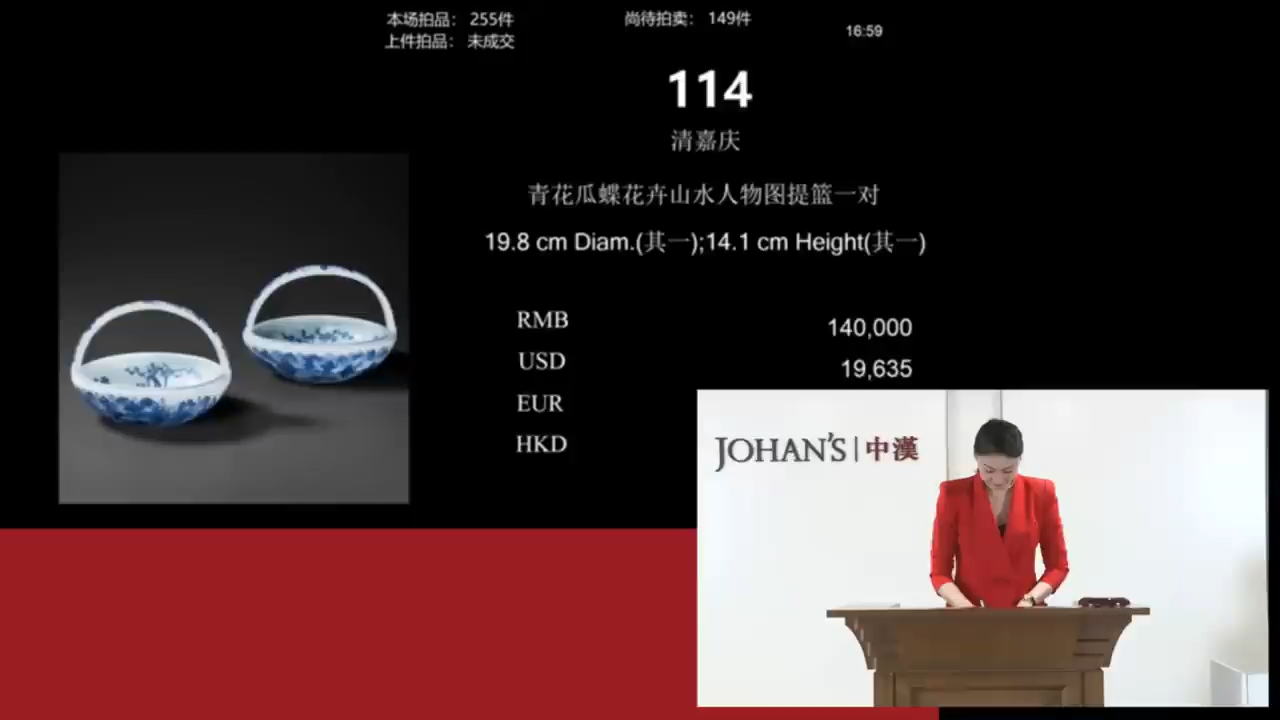 本场拍品： 255件
尚待拍卖： 149件
上件拍品： 未成交
16:59
114
清嘉庆
青花瓜蝶花卉山水人物图提篮一对
19.8 cm Diam.(其一);14.1 cm Height(其一)
RMB 140,000
USD 19,635
EUR
HKD
JOHAN'S|中漢